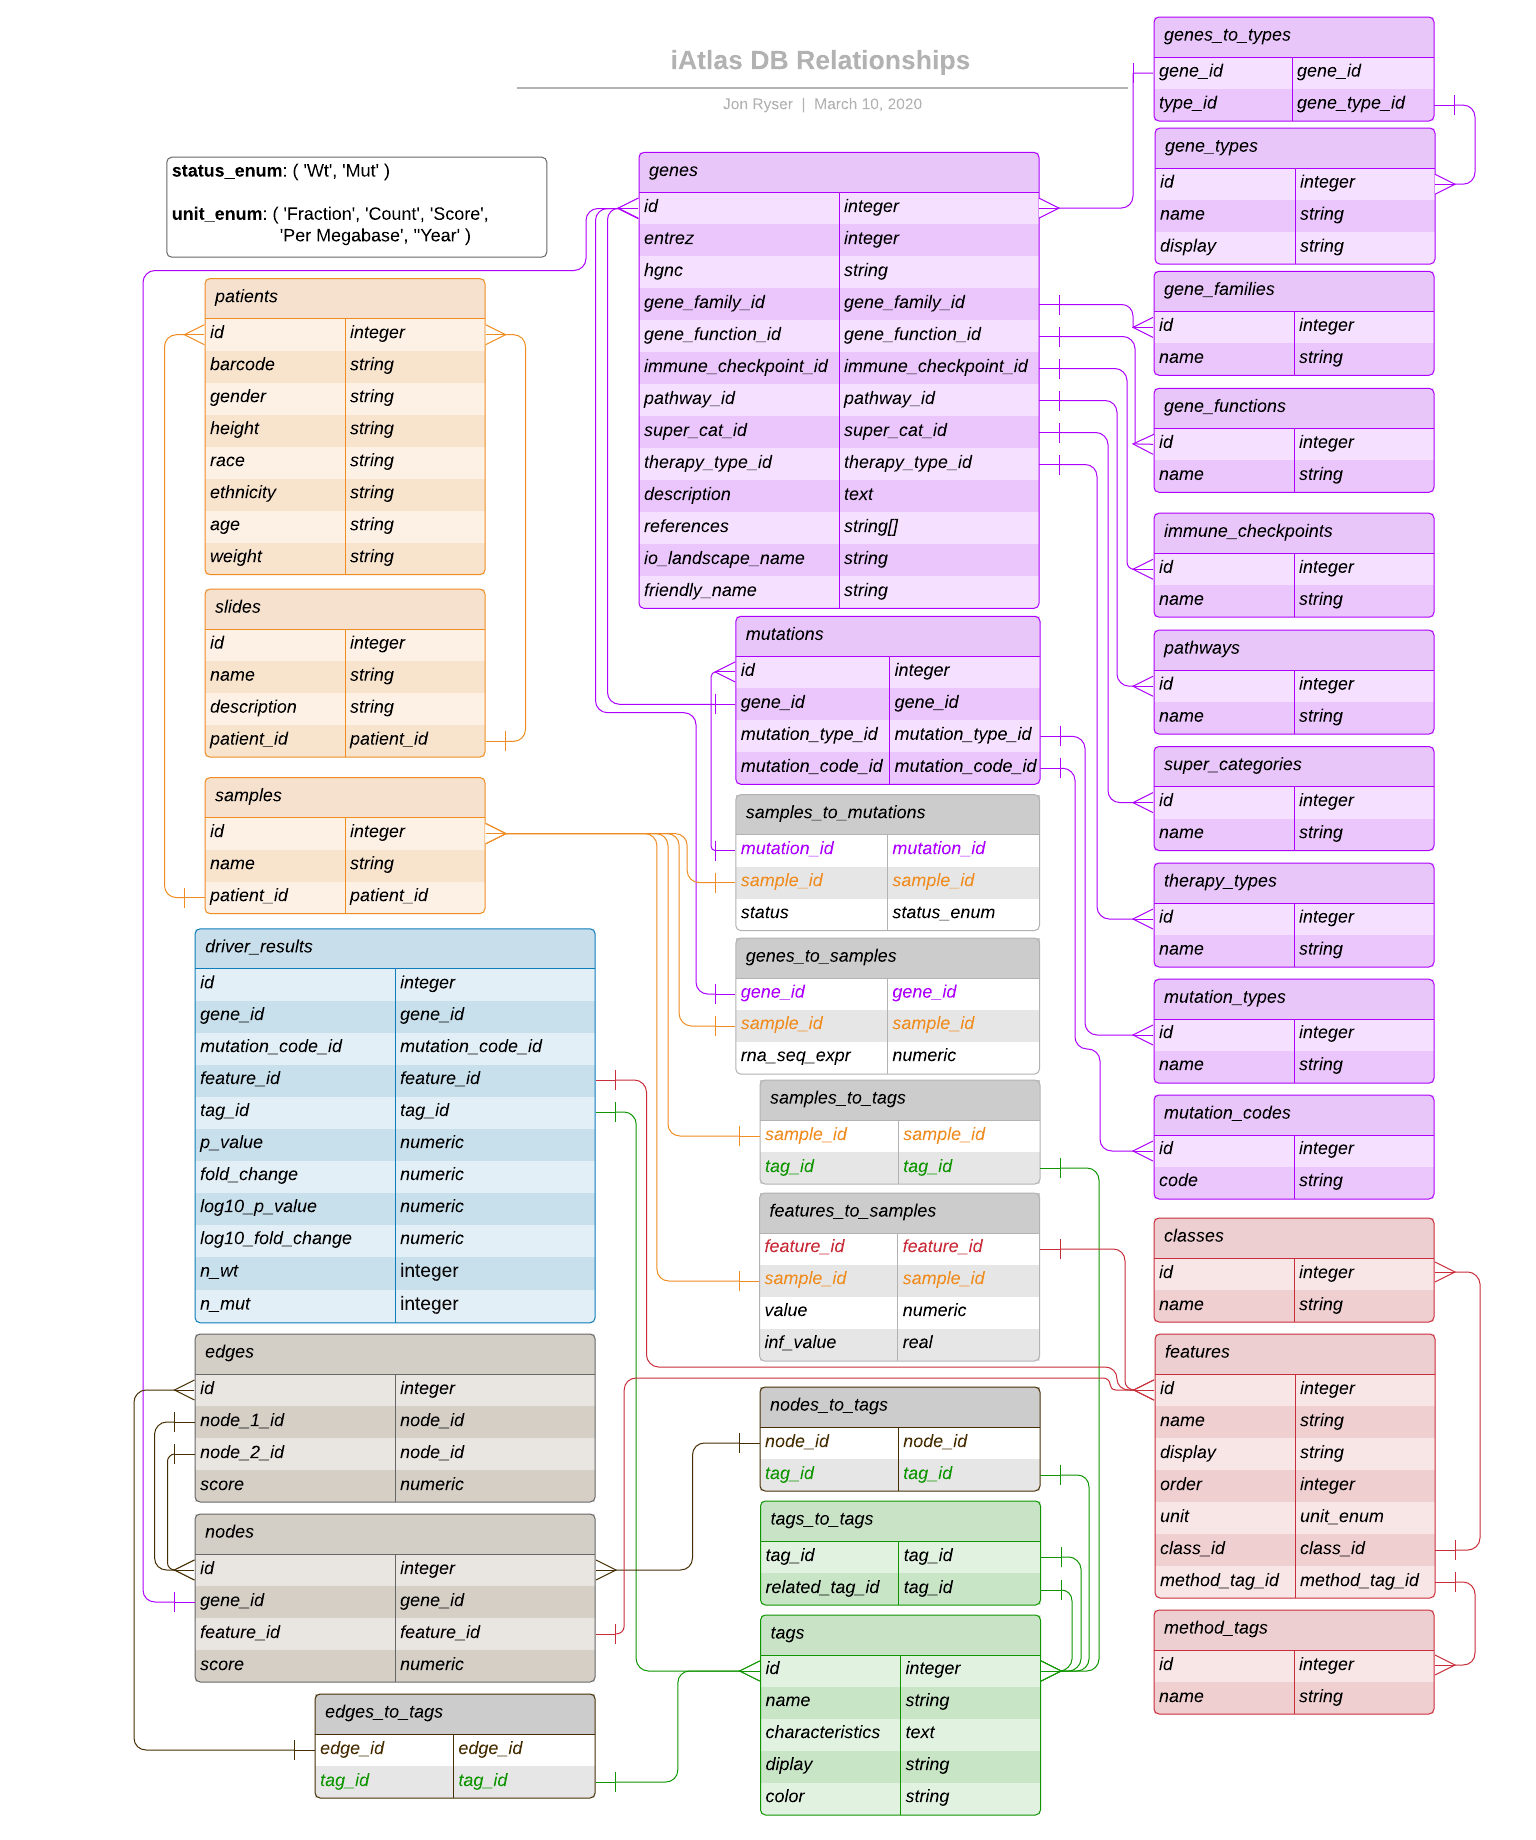 iAtlas DB Relationships
Jon Ryser | March 10, 2020
status_enum: ( 'Wt', 'Mut' )
unit_enum: ( 'Fraction', 'Count', 'Score',
'Per Megabase', "Year' )
patients
id integer
barcode string
gender string
height string
race string
ethnicity string
age string
weight string
slides
id integer
name string
description string
patient_id patient_id
samples
id integer
name string
patient_id patient_id
driver_results
id integer
gene_id gene_id
mutation_code_id mutation_code_id
feature_id feature_id
tag_id tag_id
p_value numeric
fold_change numeric
log10_p_value numeric
log10_fold_change numeric
n_wt integer
n_mut integer
edges
id integer
node_1_id node_id
node_2_id node_id
score numeric
nodes
id integer
gene_id gene_id
feature_id feature_id
score numeric
edges_to_tags
edge_id edge_id
tag_id tag_id
genes
id integer
entrez integer
hgnc string
gene_family_id gene_family_id
gene_function_id gene_function_id
immune_checkpoint_id immune_checkpoint_id
pathway_id pathway_id
super_cat_id super_cat_id
therapy_type_id therapy_type_id
description text
references string[]
io_landscape_name string
friendly_name string
mutations
id integer
gene_id gene_id
mutation_type_id mutation_type_id
mutation_code_id mutation_code_id
samples_to_mutations
mutation_id mutation_id
sample_id sample_id
status status_enum
genes_to_samples
gene_id gene_id
sample_id sample_id
rna_seq_expr numeric
samples_to_tags
sample_id sample_id
tag_id tag_id
features_to_samples
feature_id feature_id
sample_id sample_id
value numeric
inf_value real
nodes_to_tags
node_id node_id
tag_id tag_id
tags_to_tags
tag_id tag_id
related_tag_id tag_id
tags
id integer
name string
characteristics text
diplay string
color string
genes_to_types
gene_id gene_id
type_id gene_type_id
gene_types
id integer
name string
display string
gene_families
id integer
name string
gene_functions
id integer
name string
immune_checkpoints
id integer
name string
pathways
id integer
name string
super_categories
id integer
name string
therapy_types
id integer
name string
mutation_types
id integer
name string
mutation_codes
id integer
code string
classes
id integer
name string
features
id integer
name string
display string
order integer
unit unit_enum
class_id class_id
method_tag_id method_tag_id
method_tags
id integer
name string